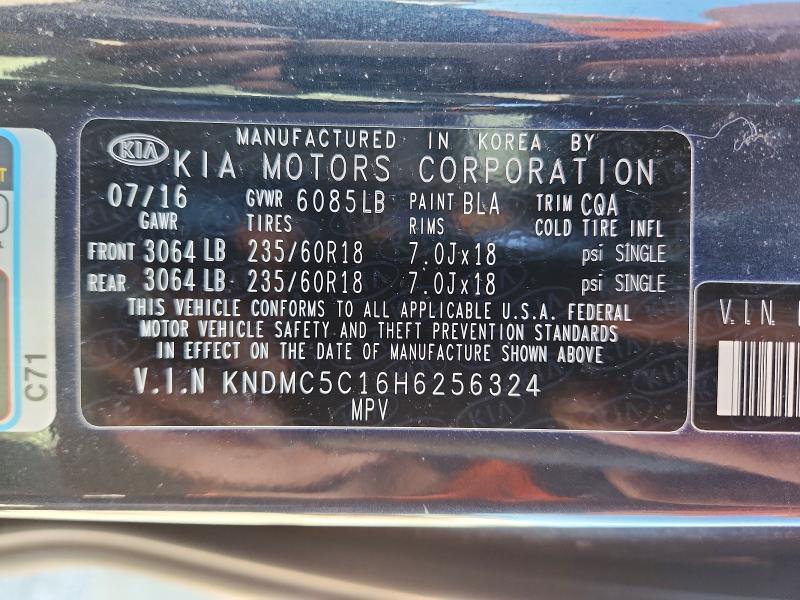 MANUFACTURED IN KOREA BY
KIA KIA MOTORS CORPORATION
07/16 GVWR 6085LB PAINT BLA TRIM CQA
GAWR TIRES RIMS COLD TIRE INFL
FRONT 3064 LB 235/60R18 7.0Jx18 psi SINGLE
REAR 3064 LB 235/60R18 7.0Jx18 psi SINGLE
THIS VEHICLE CONFORMS TO ALL APPLICABLE U.S.A. FEDERAL
MOTOR VEHICLE SAFETY AND THEFT PREVENTION STANDARDS
IN EFFECT ON THE DATE OF MANUFACTURE SHOWN ABOVE
V.I.N KNDMC5C16H6256324
MPV
C71
V.I.N.